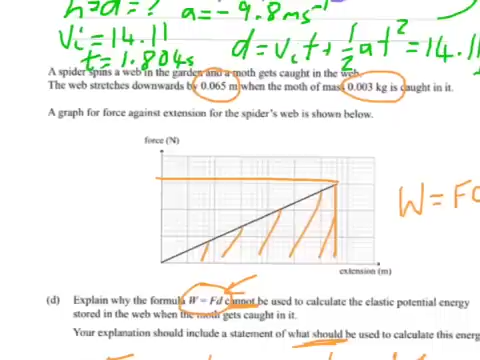 h=d=? a=-9.8ms⁻¹
Vi=14.11 d=Vit+½at²=14.11
t=1.804s
A spider spins a web in the garden and a moth gets caught in the web.
The web stretches downwards by 0.065 m when the moth of mass 0.003 kg is caught in it.
A graph for force against extension for the spider's web is shown below.
force (N)
W=F
extension (m)
(d) Explain why the formula W = Fd cannot be used to calculate the elastic potential energy
stored in the web when the moth gets caught in it.
Your explanation should include a statement of what should be used to calculate this energ